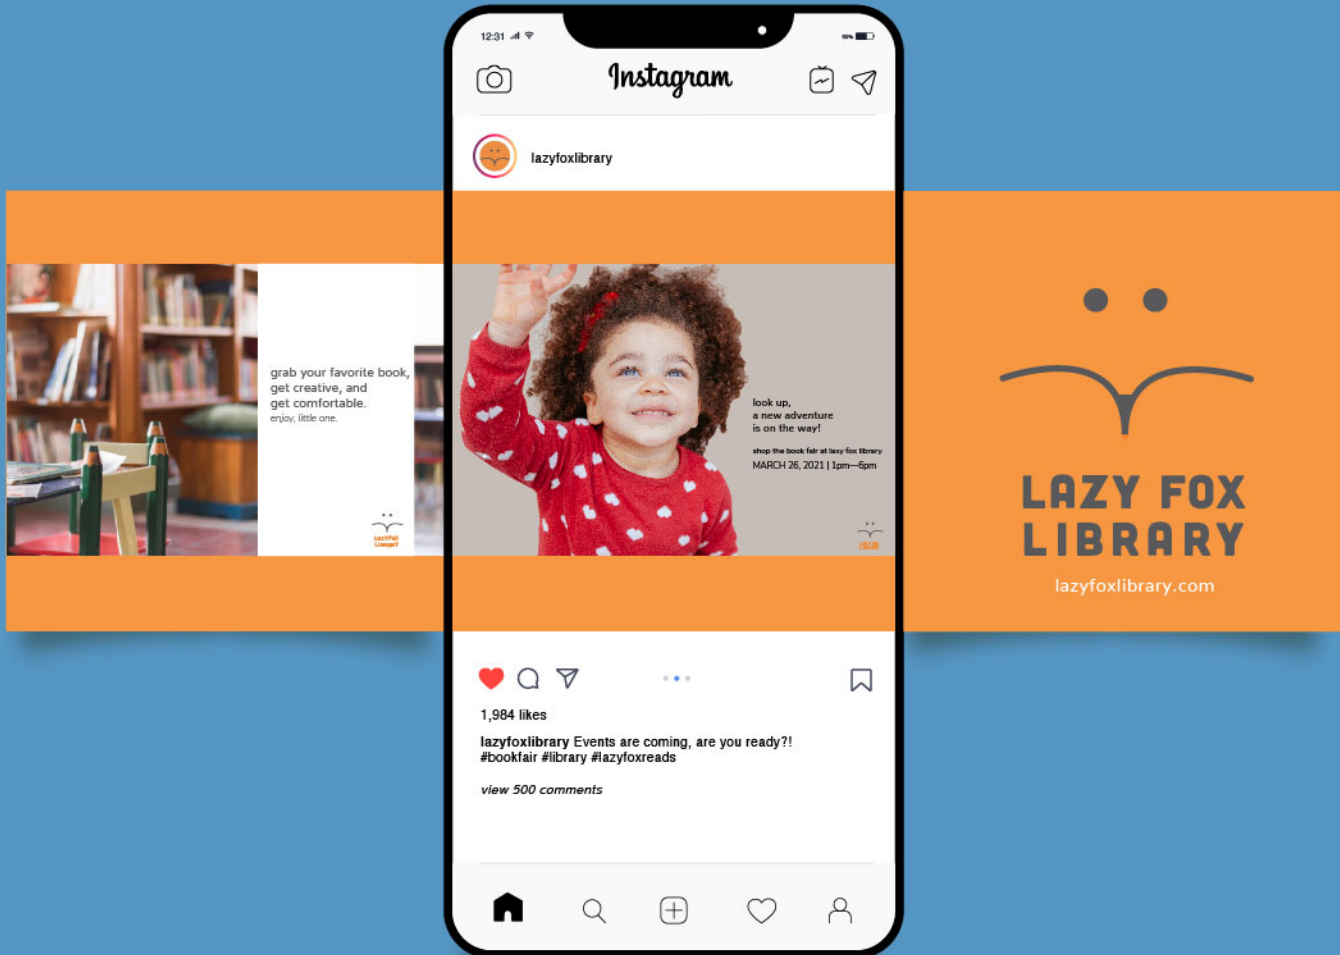 12:31
Instagram
lazyfoxlibrary
grab your favorite book,
get creative, and
get comfortable.
enjoy, little one.
LAZY FOX
LIBRARY
look up,
a new adventure
is on the way!
shop the book fair at lazy fox library
MARCH 26, 2021 | 1pm—6pm
LAZY FOX
LIBRARY
lazyfoxlibrary.com
1,984 likes
lazyfoxlibrary Events are coming, are you ready?!
#bookfair #library #lazyfoxreads
view 500 comments